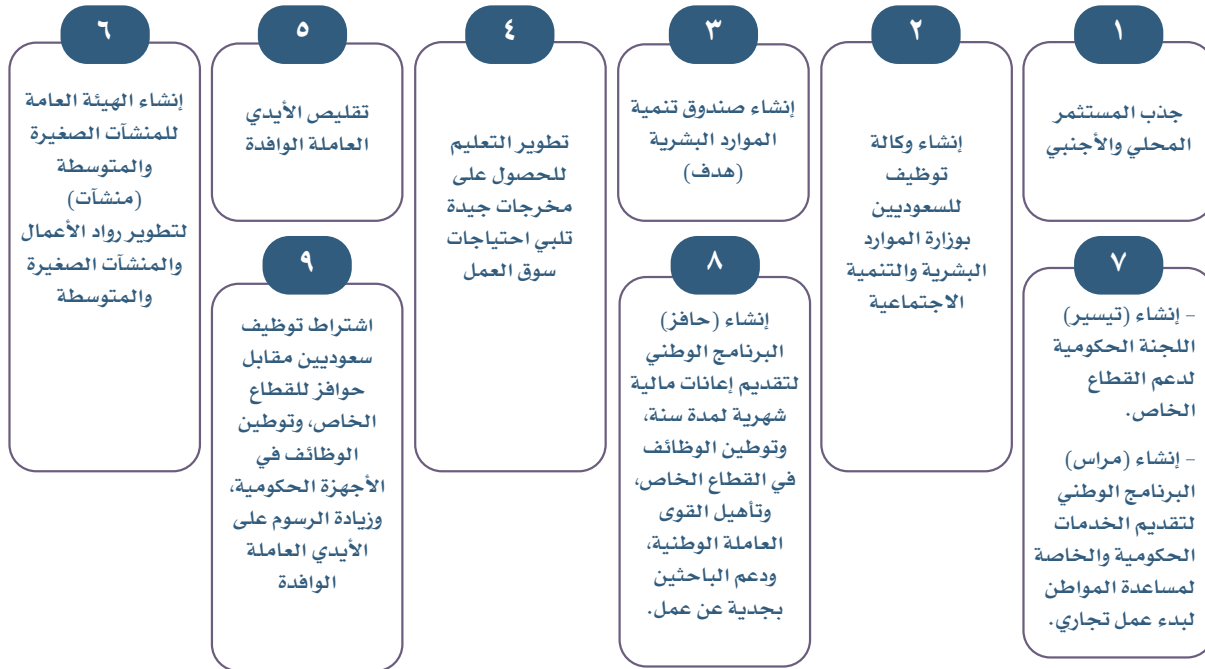 ١
جذب المستثمر
المحلي والأجنبي
٢
إنشاء وكالة
توظيف
للسعوديين
بوزارة الموارد
البشرية والتنمية
الاجتماعية
٣
إنشاء صندوق تنمية
الموارد البشرية
(هدف)
٤
تطوير التعليم
للحصول على
مخرجات جيدة
تلبي احتياجات
سوق العمل
٥
تقليص الأيدي
العاملة الوافدة
٦
إنشاء الهيئة العامة
للمنشآت الصغيرة
والمتوسطة
(منشآت)
لتطوير رواد الأعمال
والمنشآت الصغيرة
والمتوسطة
٧
– إنشاء (تيسير)
اللجنة الحكومية
لدعم القطاع
الخاص.
– إنشاء (مراس)
البرنامج الوطني
لتقديم الخدمات
الحكومية والخاصة
لمساعدة المواطن
لبدء عمل تجاري.
٨
إنشاء (حافز)
البرنامج الوطني
لتقديم إعانات مالية
شهرية لمدة سنة،
وتوطين الوظائف
في القطاع الخاص،
وتأهيل القوى
العاملة الوطنية،
ودعم الباحثين
بجدية عن عمل.
٩
اشتراط توظيف
سعوديين مقابل
حوافز للقطاع
الخاص، وتوطين
الوظائف في
الأجهزة الحكومية،
وزيادة الرسوم على
الأيدي العاملة
الوافدة